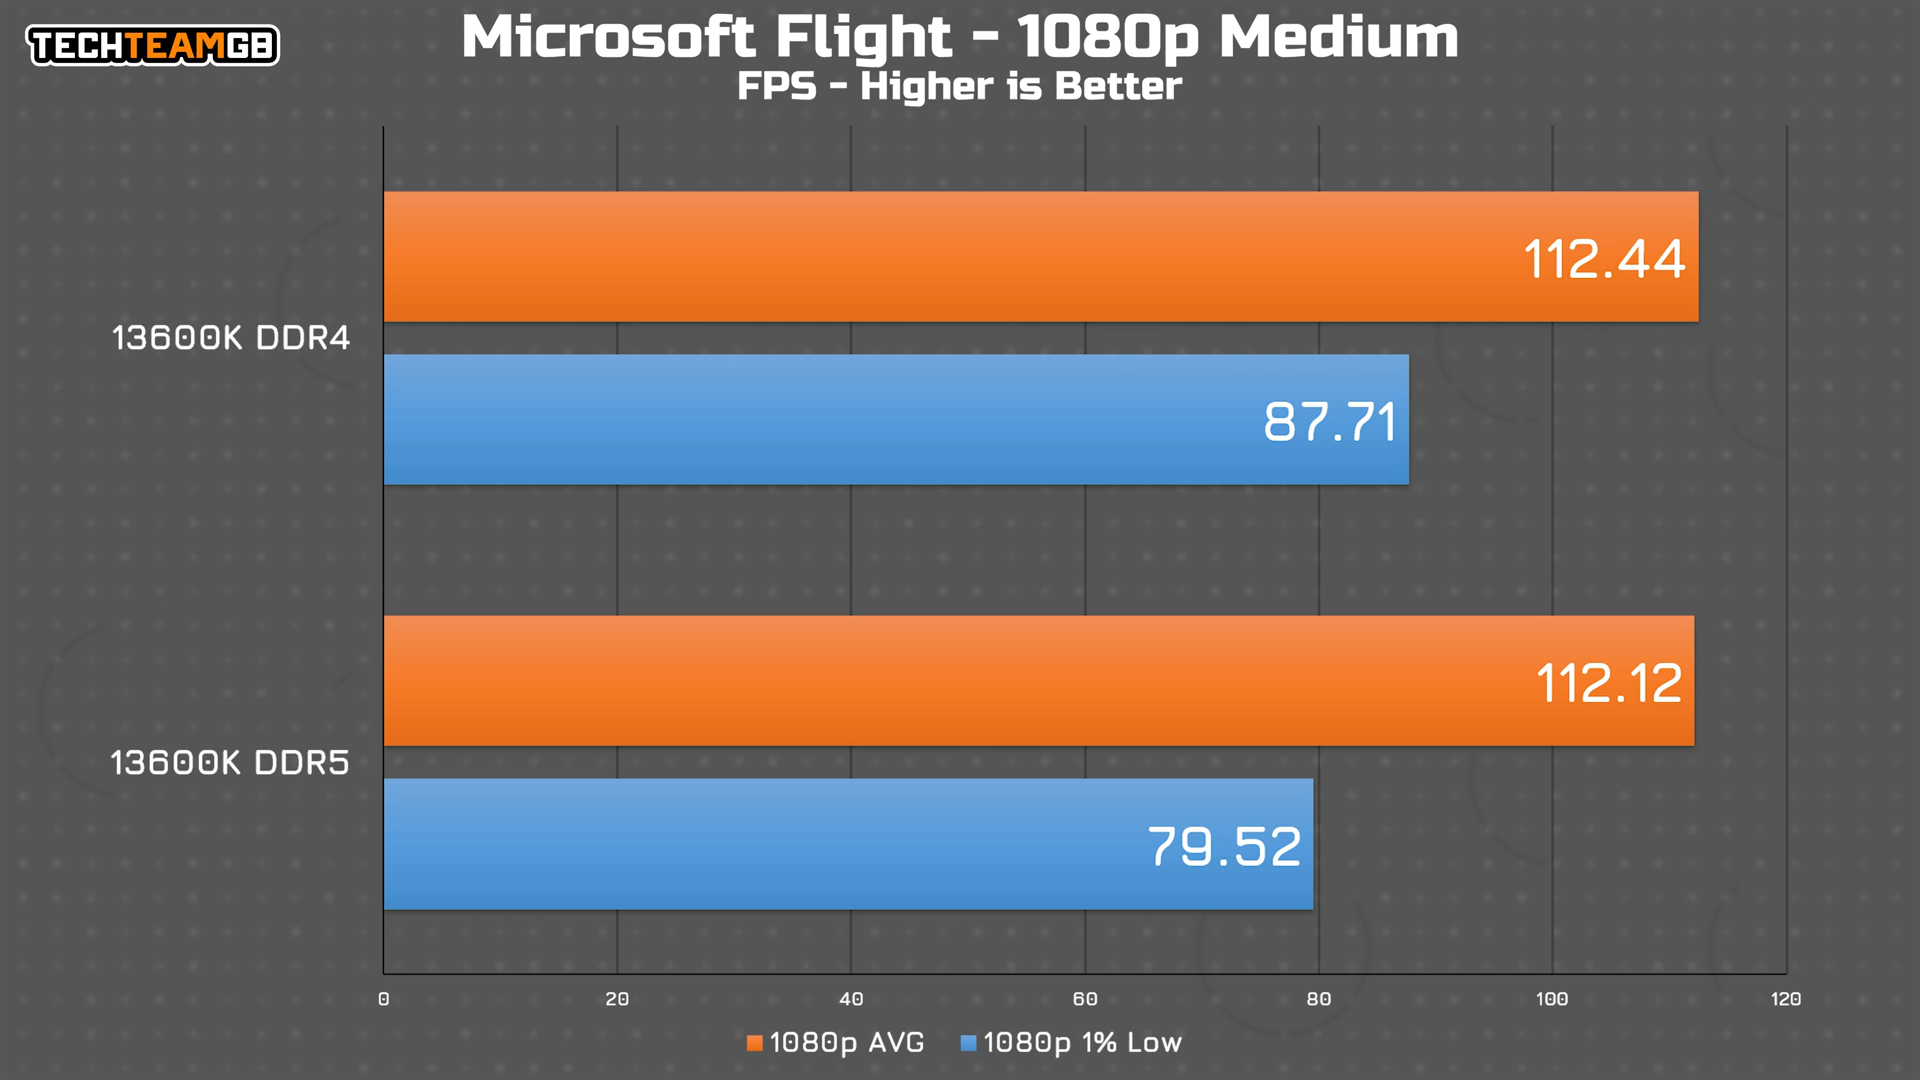 TECHTEAMGB
Microsoft Flight - 1080p Medium
FPS - Higher is Better
13600K DDR4
112.44
87.71
13600K DDR5
112.12
79.52
0 20 40 60 80 100 120
1080p AVG 1080p 1% Low